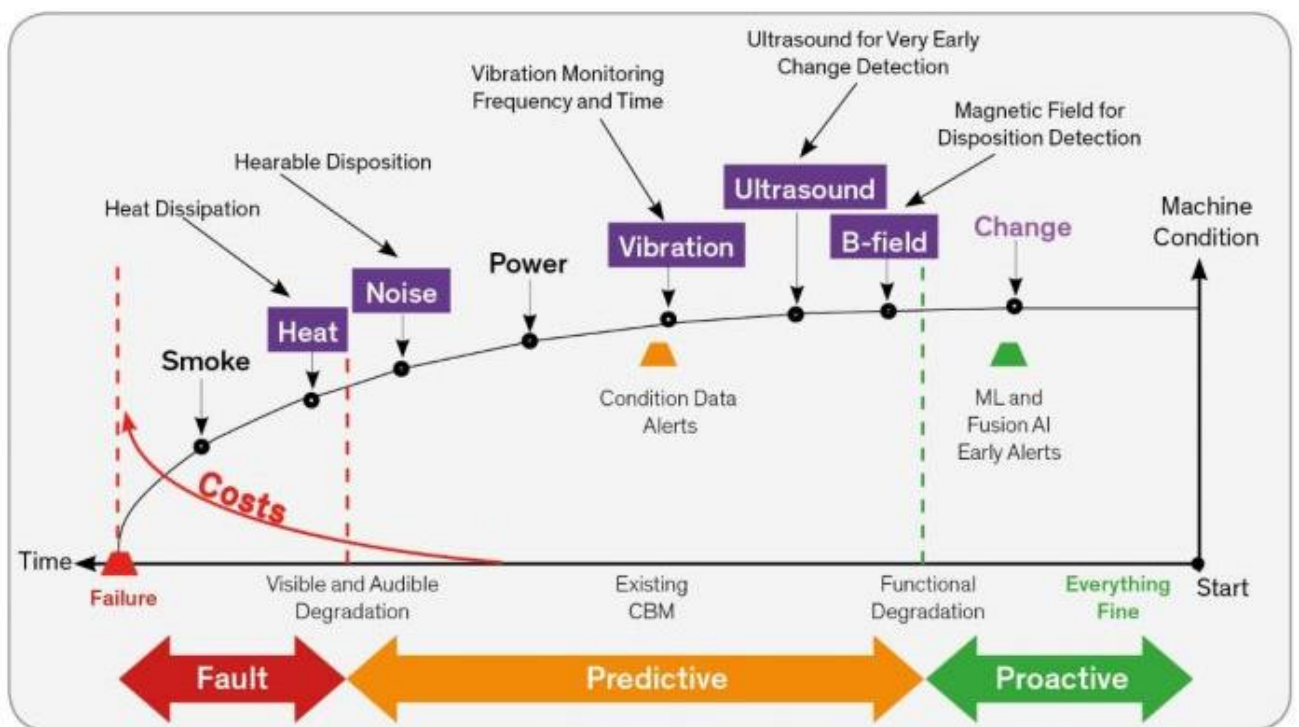 Ultrasound for Very Early
Change Detection
Vibration Monitoring
Frequency and Time
Magnetic Field for
Disposition Detection
Hearable Disposition
Heat Dissipation
Ultrasound
Machine
Condition
Change
B-field
Vibration
Power
Noise
Heat
Smoke
Condition Data
Alerts
ML and
Fusion AI
Early Alerts
Costs
Time
Failure
Visible and Audible
Degradation
Existing
CBM
Functional
Degradation
Everything
Fine
Start
Fault
Predictive
Proactive